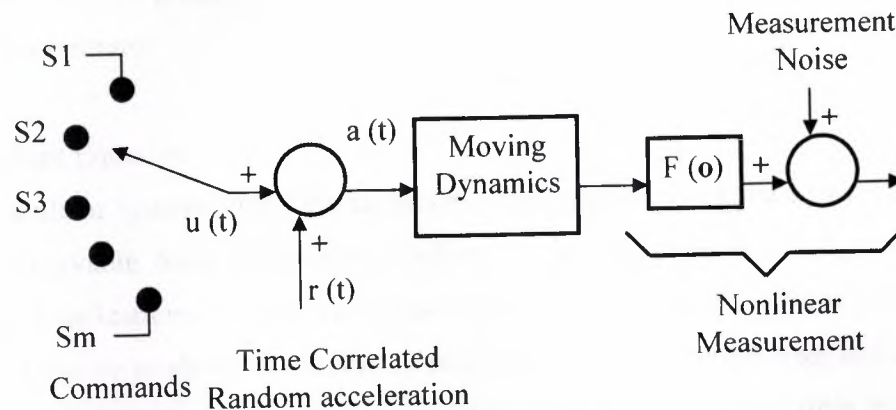 S1
S2
S3
Sm
Commands
u (t)
+
+
r (t)
Time Correlated
Random acceleration
a (t)
Moving
Dynamics
F (o)
+
Measurement
Noise
+
Nonlinear
Measurement